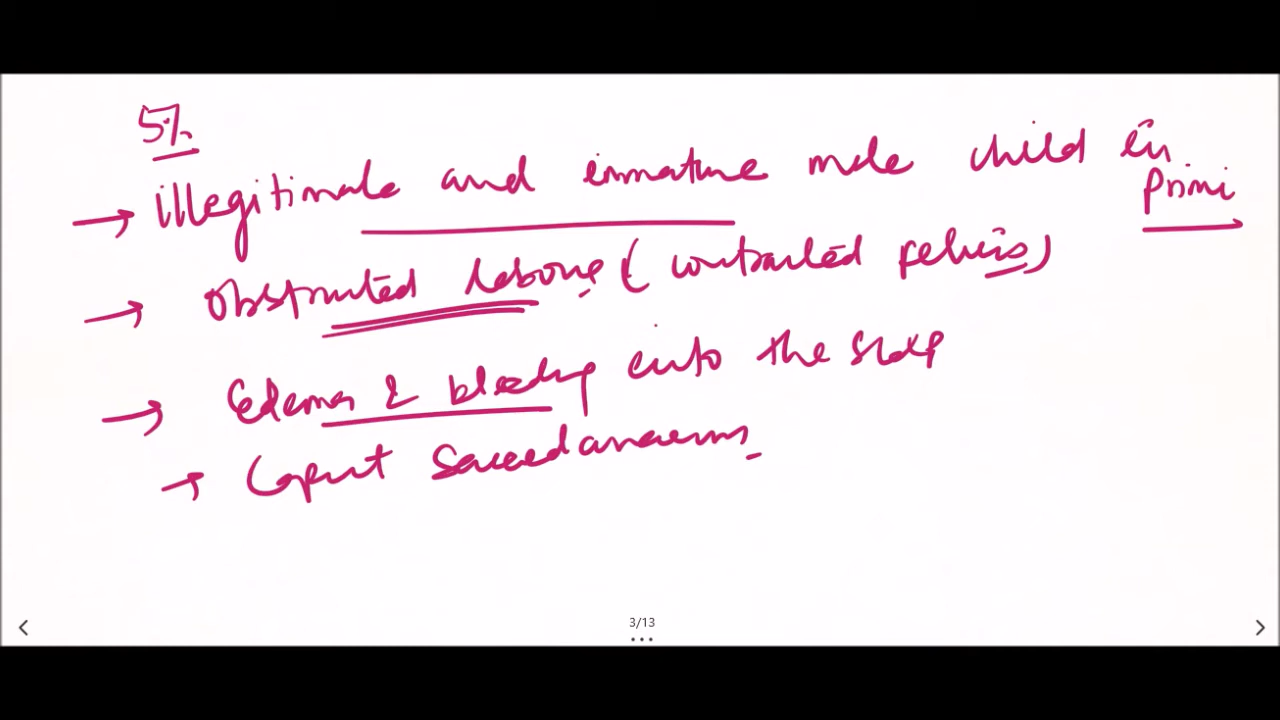 5%
→ illegitimate and immature male child in
primi
→ Obstructed labour (contracted pelvis)
→ Edema & bleeding into the scalp
→ Caput Succedaneum
3/13